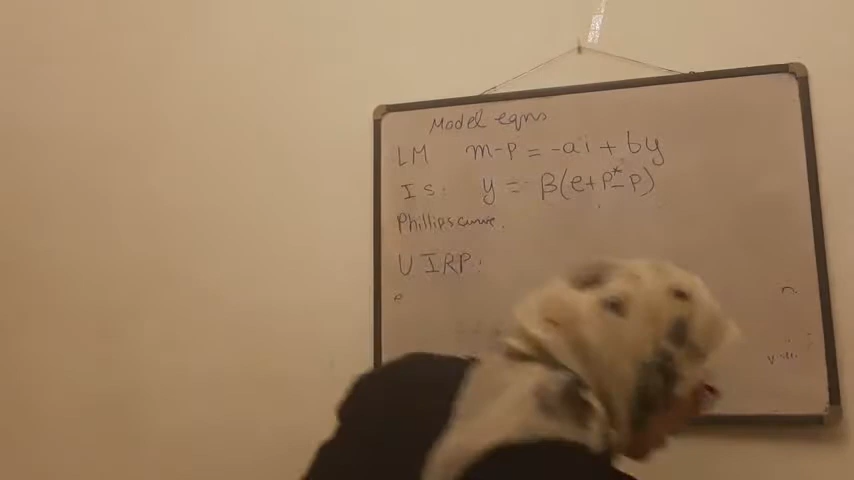 Model eqns
LM m-p = -ai + by
IS: y = β(e+p*-p)
Phillips curve.
UIRP: